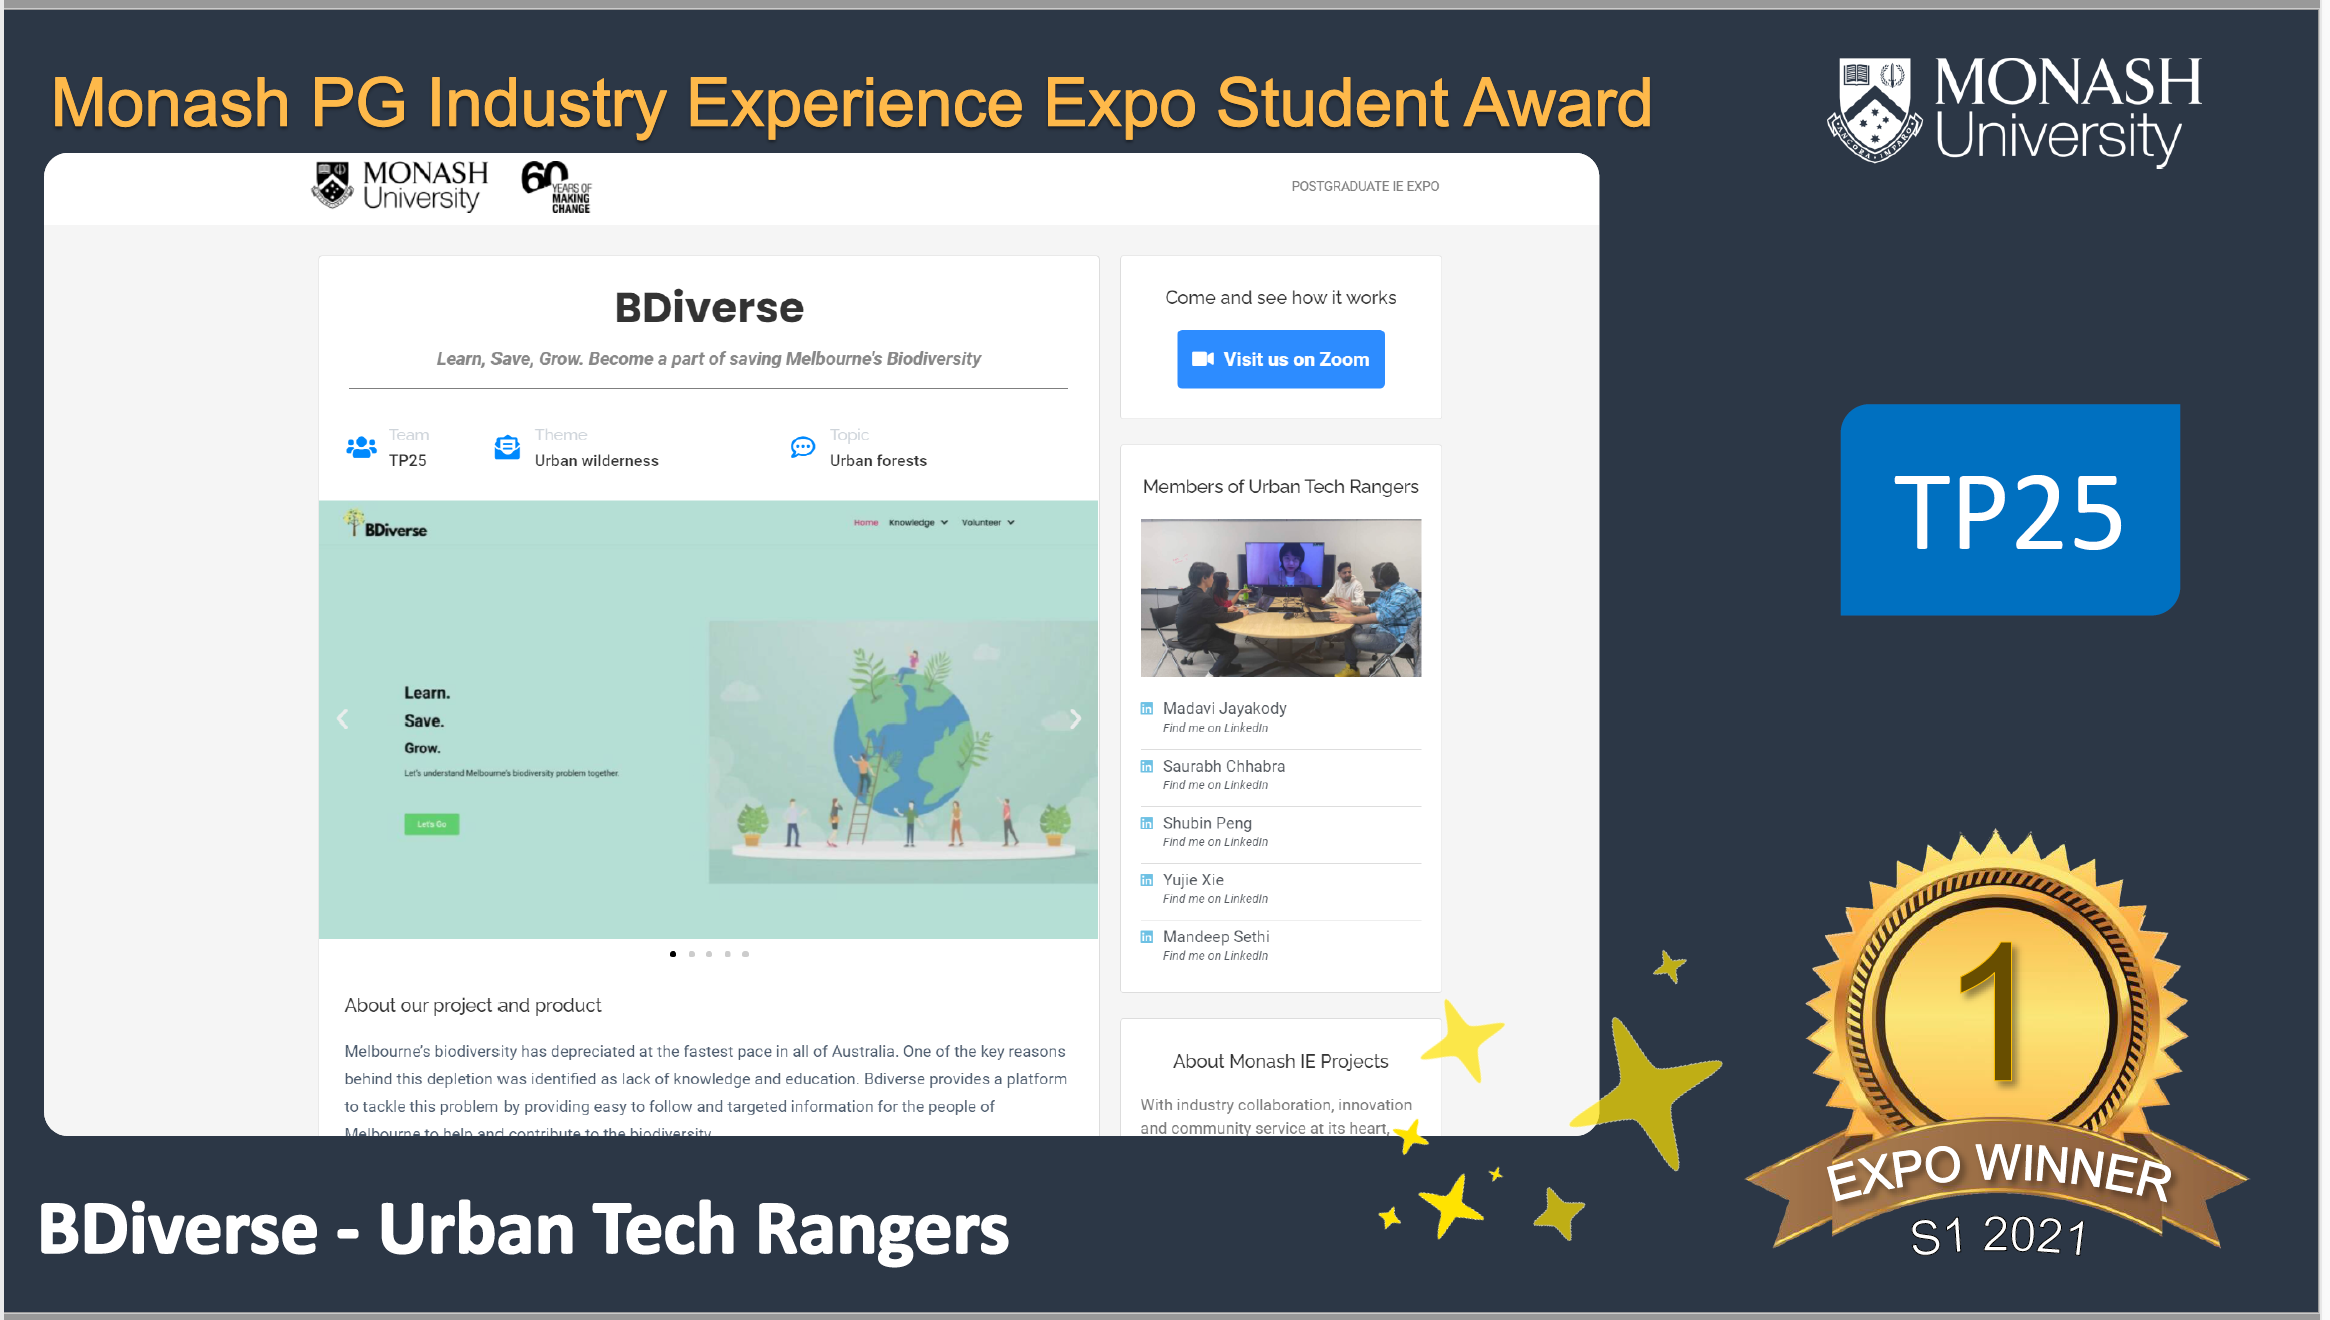 Monash PG Industry Experience Expo Student Award
MONASH
University
MONASH
University
60
YEARS OF
MAKING
CHANGE
POSTGRADUATE IE EXPO
BDiverse
Learn, Save, Grow. Become a part of saving Melbourne's Biodiversity
Team
TP25
Theme
Urban wilderness
Topic
Urban forests
BDiverse
Home Knowledge Volunteer
Learn.
Save.
Grow.
Let's understand Melbourne's biodiversity problem together.
Let's Go
About our project and product
Melbourne's biodiversity has depreciated at the fastest pace in all of Australia. One of the key reasons
behind this depletion was identified as lack of knowledge and education. Bdiverse provides a platform
to tackle this problem by providing easy to follow and targeted information for the people of
Melbourne to help and contribute to the biodiversity.
Come and see how it works
Visit us on Zoom
Members of Urban Tech Rangers
Madavi Jayakody
Find me on LinkedIn
Saurabh Chhabra
Find me on LinkedIn
Shubin Peng
Find me on LinkedIn
Yujie Xie
Find me on LinkedIn
Mandeep Sethi
Find me on LinkedIn
About Monash IE Projects
With industry collaboration, innovation
and community service at its heart,
TP25
1
EXPO WINNER
S1 2021
BDiverse - Urban Tech Rangers